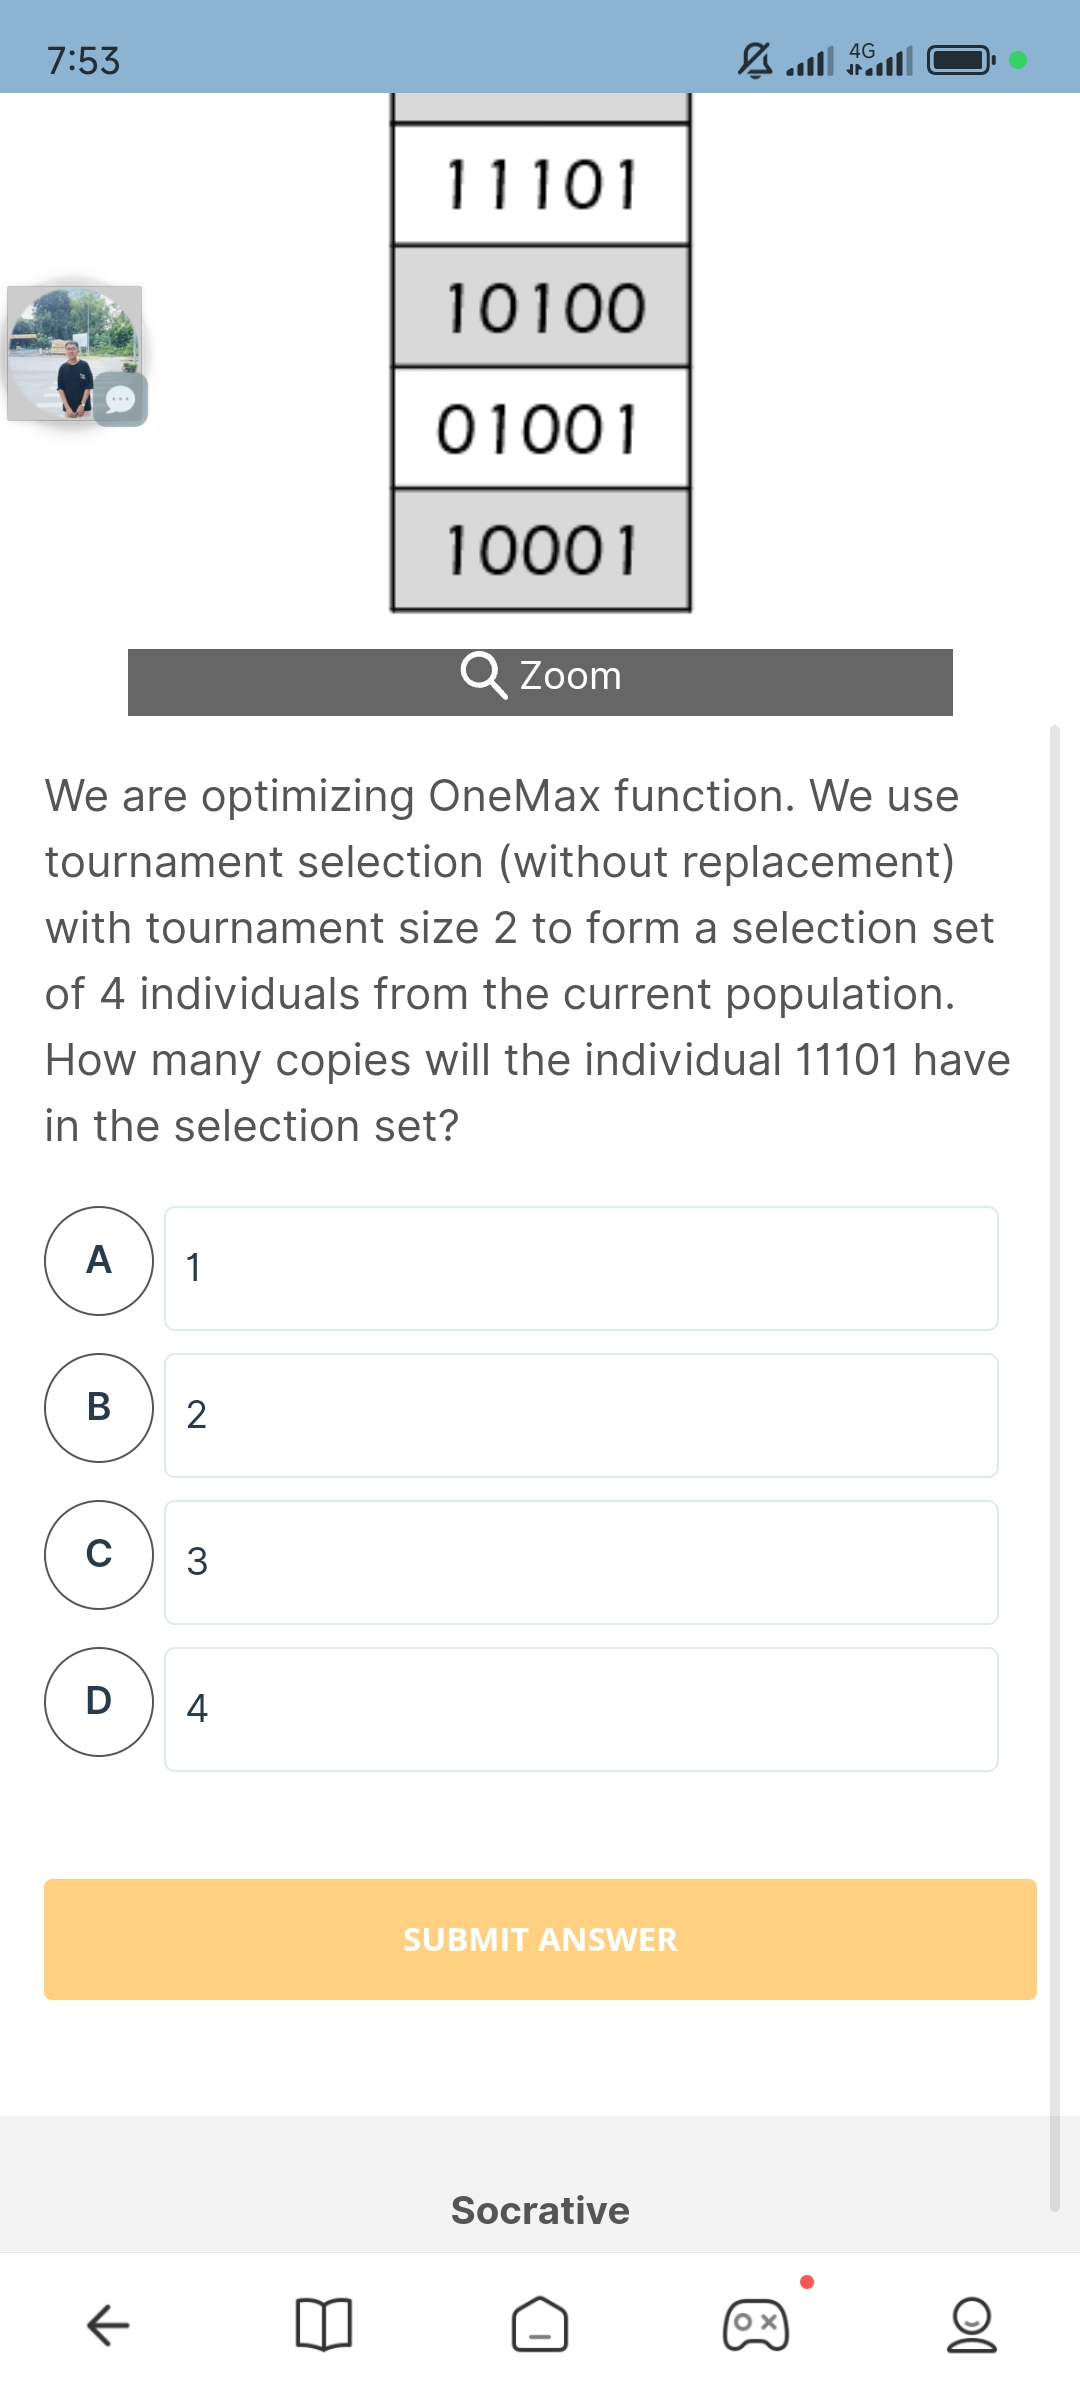 7:53
4G
11101
10100
01001
10001
Zoom
We are optimizing OneMax function. We use
tournament selection (without replacement)
with tournament size 2 to form a selection set
of 4 individuals from the current population.
How many copies will the individual 11101 have
in the selection set?
A 1
B 2
C 3
D 4
SUBMIT ANSWER
Socrative